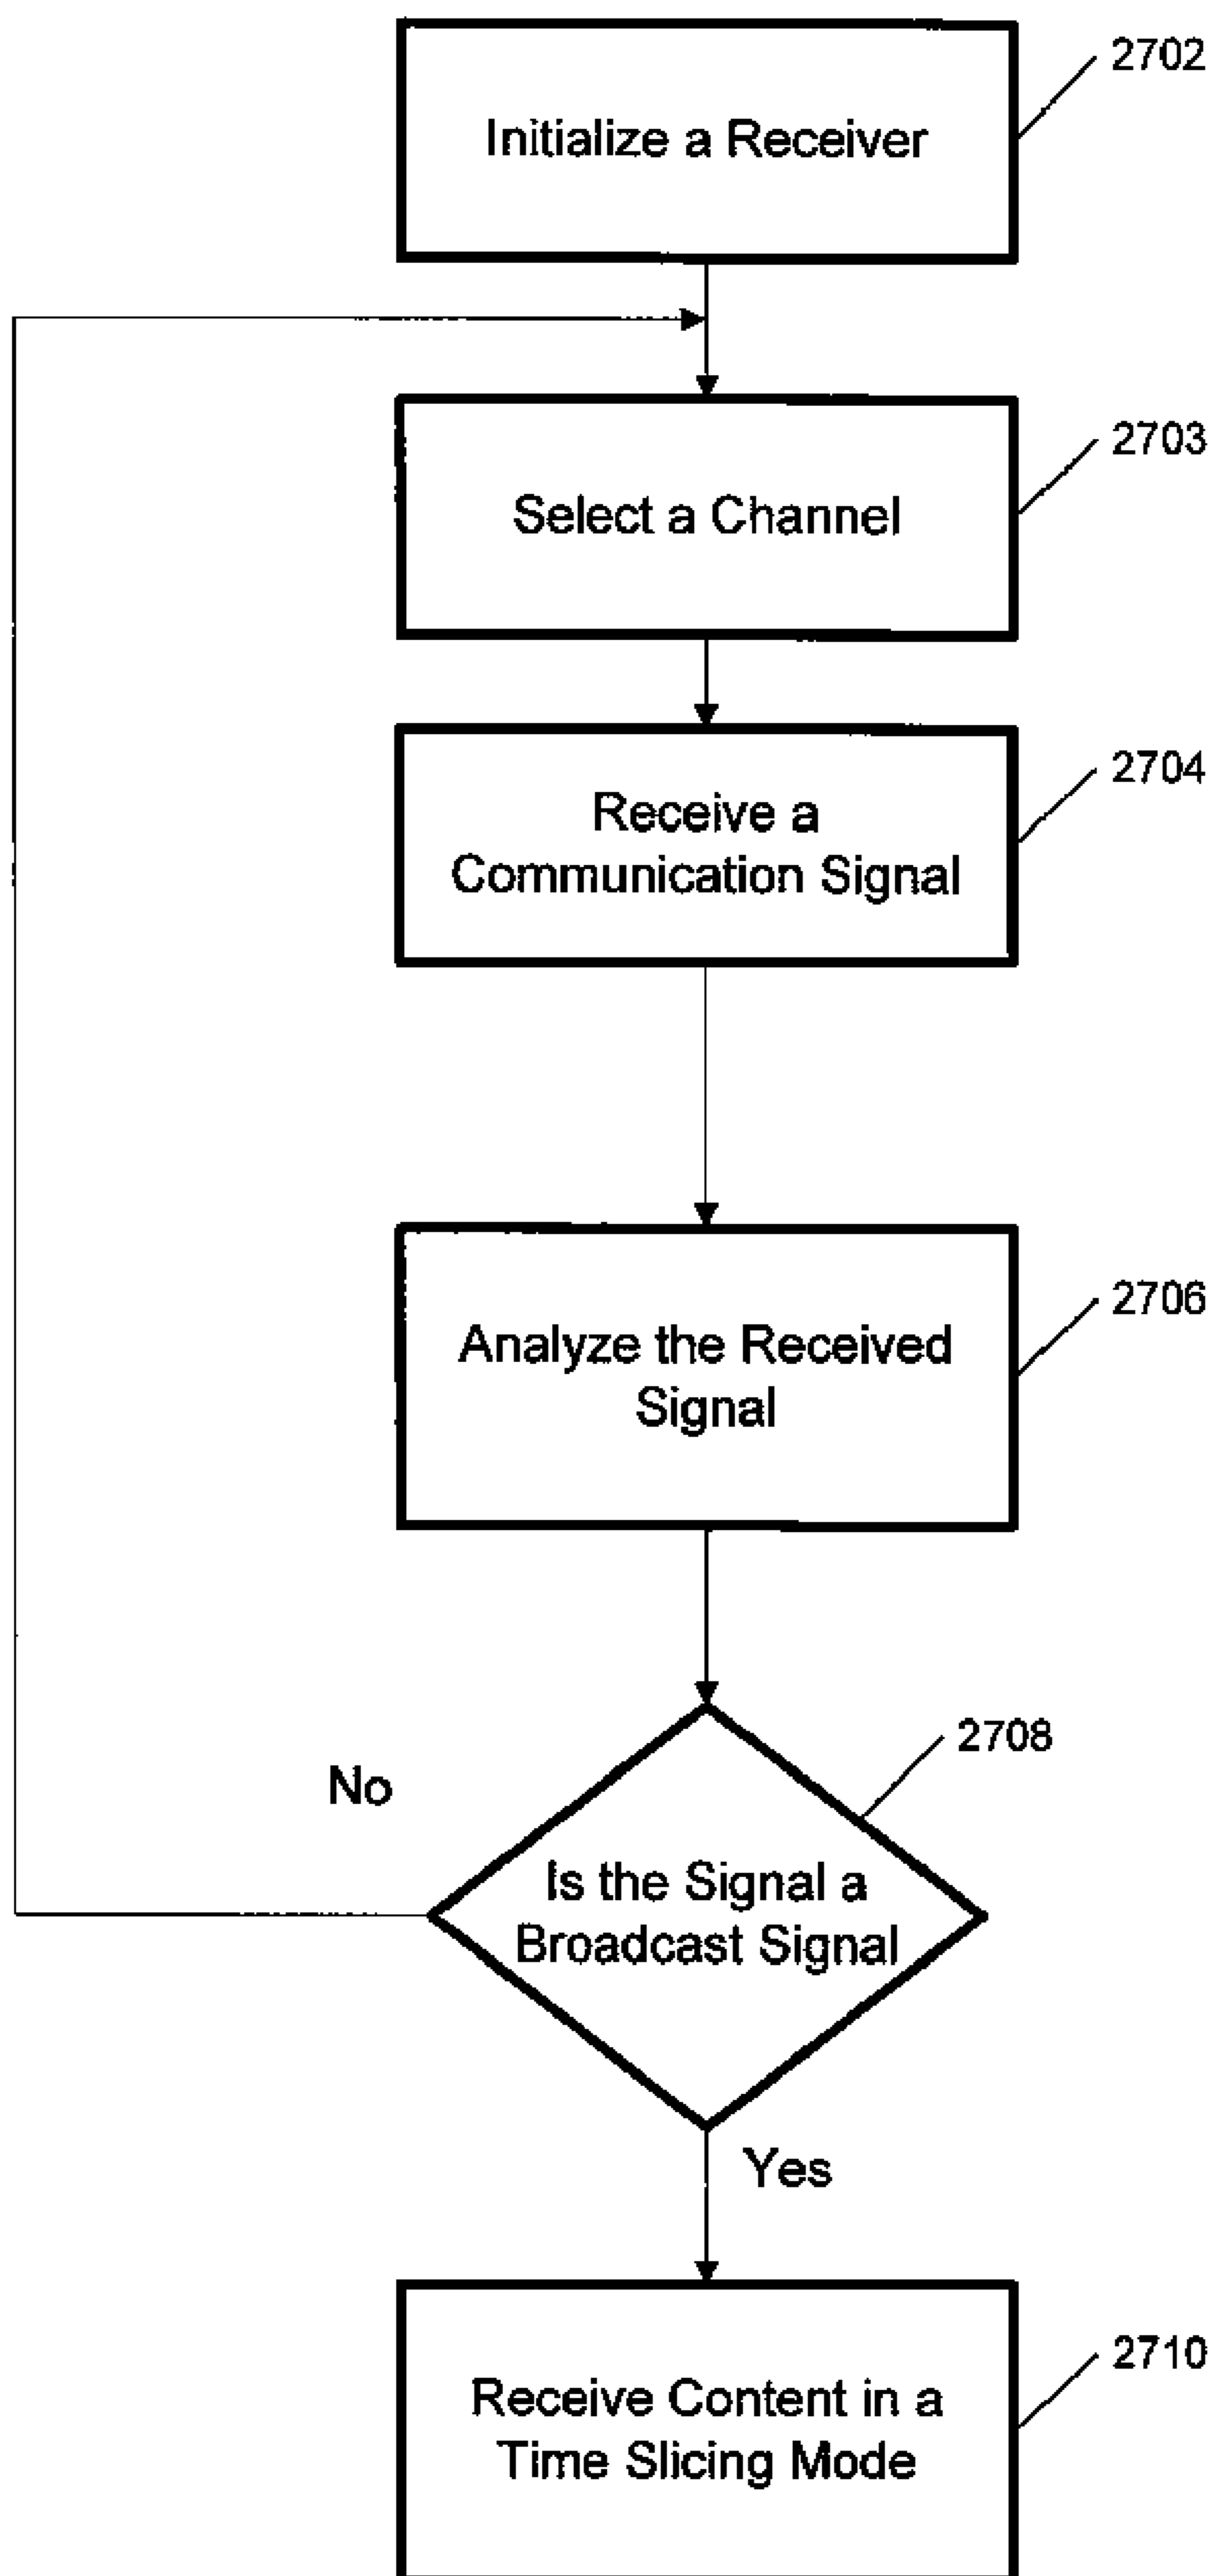 Initialize a Receiver
2702
Select a Channel
2703
Receive a
Communication Signal
2704
Analyze the Received
Signal
2706
No
Is the Signal a
Broadcast Signal
2708
Yes
Receive Content in a
Time Slicing Mode
2710